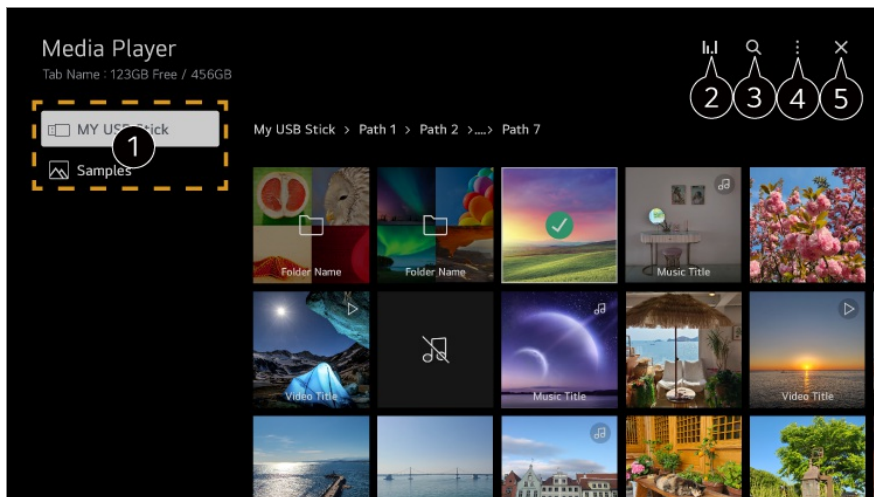 Media Player
Tab Name : 123GB Free / 456GB
2 3 4 5
MY USB Stick
1
Samples
My USB Stick > Path 1 > Path 2 >....> Path 7
Folder Name
Folder Name
Music Title
Video Title
Music Title
Video Title